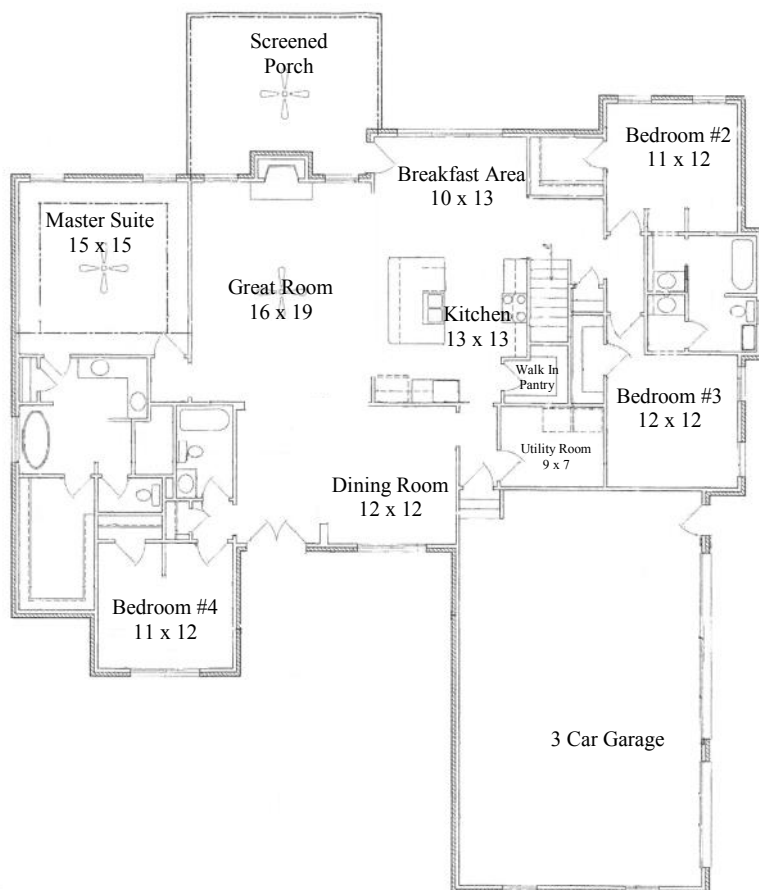 Screened
Porch
Bedroom #2
11 x 12
Breakfast Area
10 x 13
Master Suite
15 x 15
Great Room
16 x 19
Kitchen
13 x 13
Walk In
Pantry
Bedroom #3
12 x 12
Utility Room
9 x 7
Dining Room
12 x 12
Bedroom #4
11 x 12
3 Car Garage